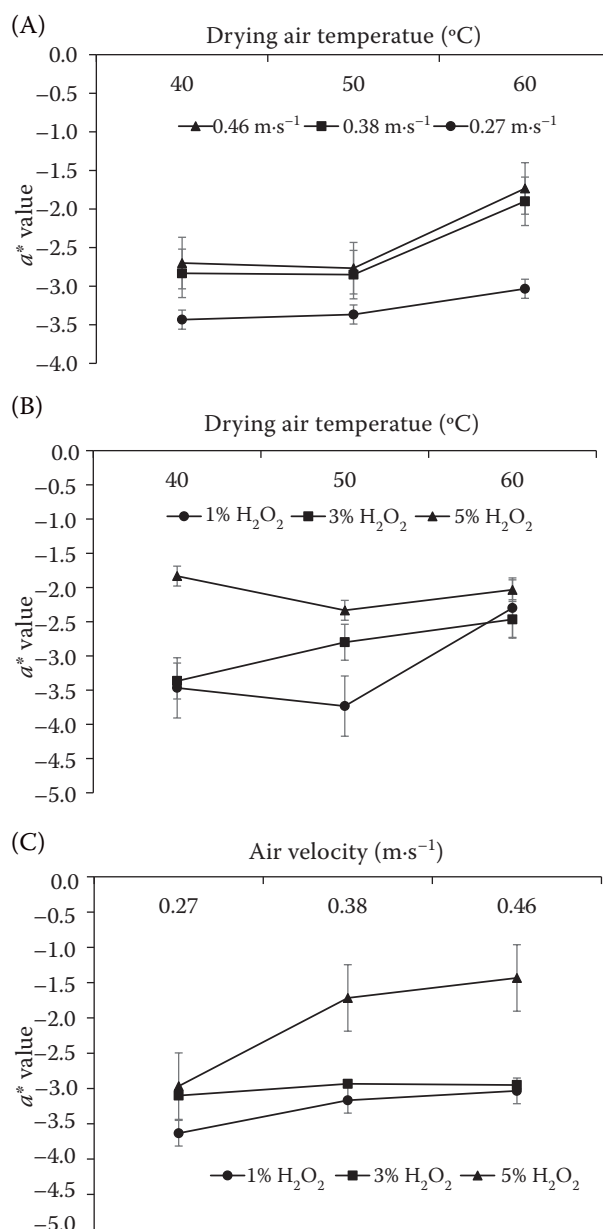 (A)
Drying air temperatue (ºC)
0.0
−0.5
−1.0
−1.5
−2.0
−2.5
−3.0
−3.5
−4.0
40 50 60
0.46 m·s⁻¹ 0.38 m·s⁻¹ 0.27 m·s⁻¹
a* value
(B)
Drying air temperatue (ºC)
0.0
−0.5
−1.0
−1.5
−2.0
−2.5
−3.0
−3.5
−4.0
−4.5
−5.0
40 50 60
1% H₂O₂ 3% H₂O₂ 5% H₂O₂
a* value
(C)
Air velocity (m·s⁻¹)
0.0
−0.5
−1.0
−1.5
−2.0
−2.5
−3.0
−3.5
−4.0
−4.5
−5.0
0.27 0.38 0.46
a* value
1% H₂O₂ 3% H₂O₂ 5% H₂O₂